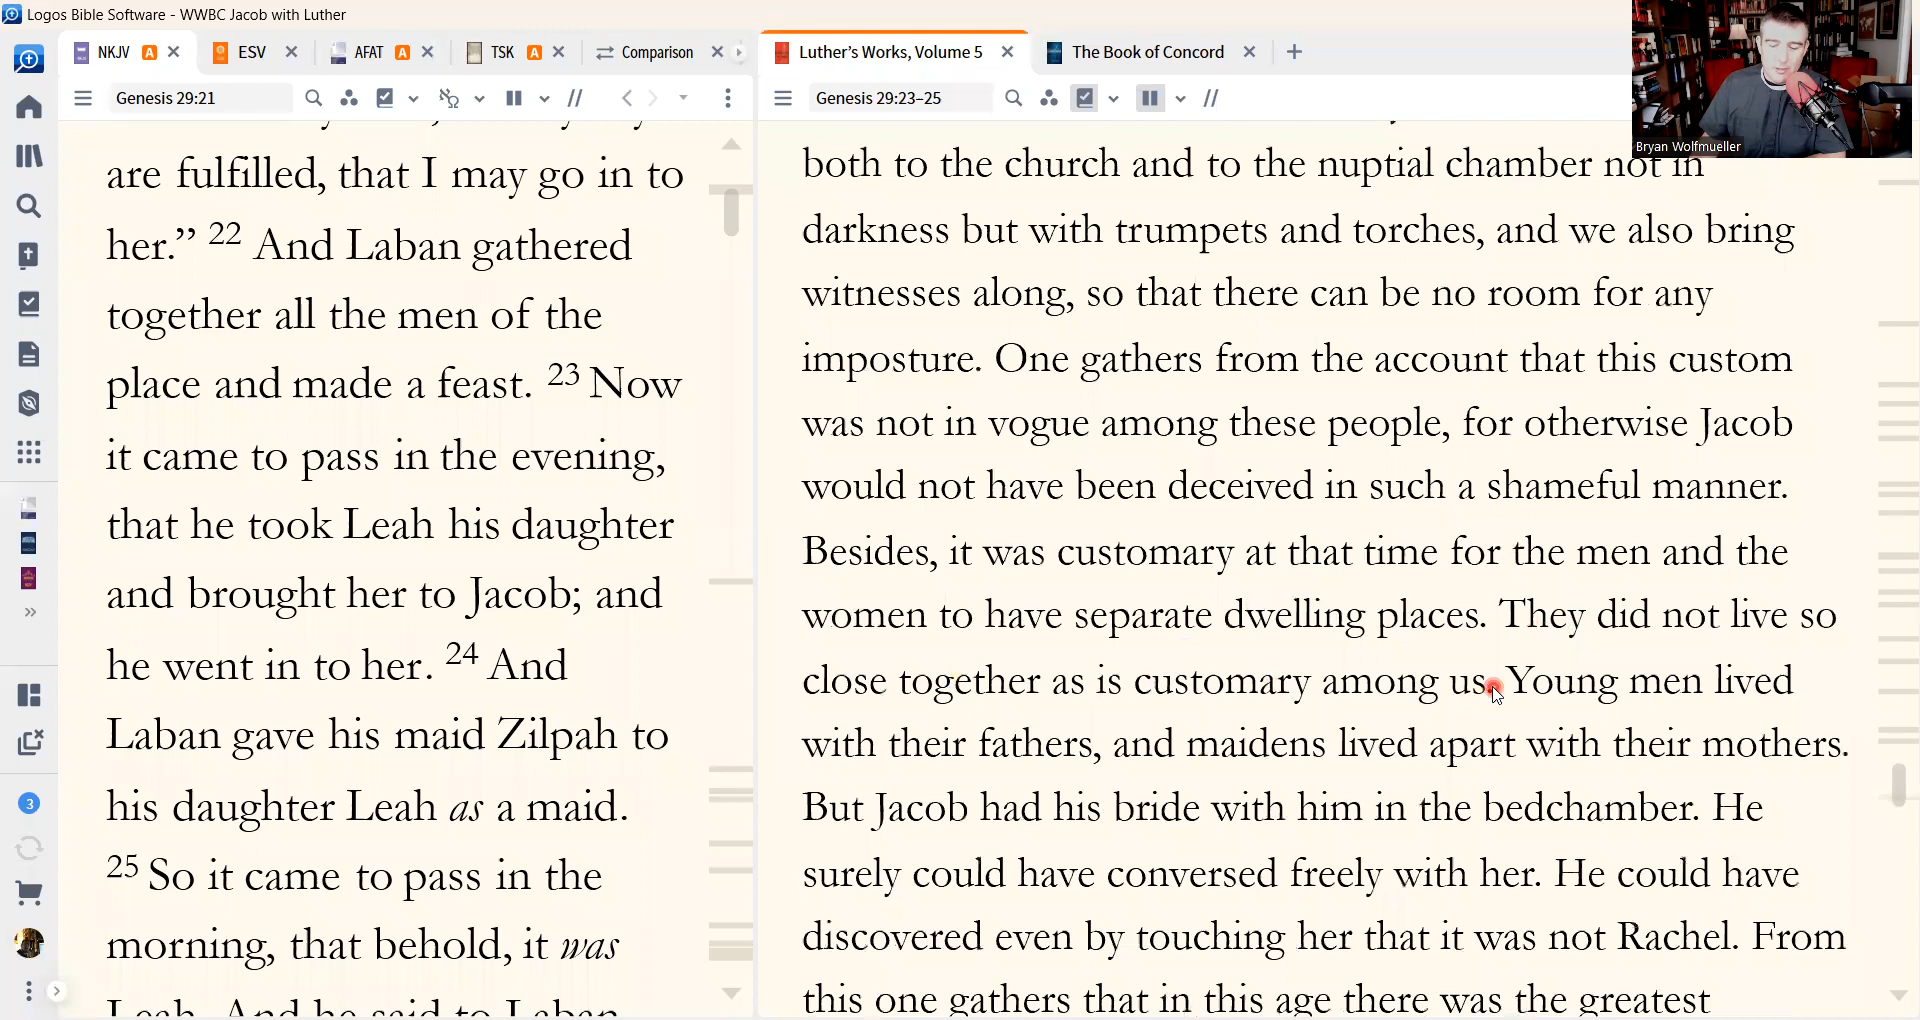 Logos Bible Software - WWBC Jacob with Luther
NKJV A
ESV
AFAT A
TSK A
Comparison
Luther's Works, Volume 5
The Book of Concord
Genesis 29:21
Genesis 29:23–25
Bryan Wolfmueller
3
are fulfilled, that I may go in to
her.” 22 And Laban gathered
together all the men of the
place and made a feast. 23 Now
it came to pass in the evening,
that he took Leah his daughter
and brought her to Jacob; and
he went in to her. 24 And
Laban gave his maid Zilpah to
his daughter Leah as a maid.
25 So it came to pass in the
morning, that behold, it was
Leah. And he said to Laban
both to the church and to the nuptial chamber not in
darkness but with trumpets and torches, and we also bring
witnesses along, so that there can be no room for any
imposture. One gathers from the account that this custom
was not in vogue among these people, for otherwise Jacob
would not have been deceived in such a shameful manner.
Besides, it was customary at that time for the men and the
women to have separate dwelling places. They did not live so
close together as is customary among us. Young men lived
with their fathers, and maidens lived apart with their mothers.
But Jacob had his bride with him in the bedchamber. He
surely could have conversed freely with her. He could have
discovered even by touching her that it was not Rachel. From
this one gathers that in this age there was the greatest